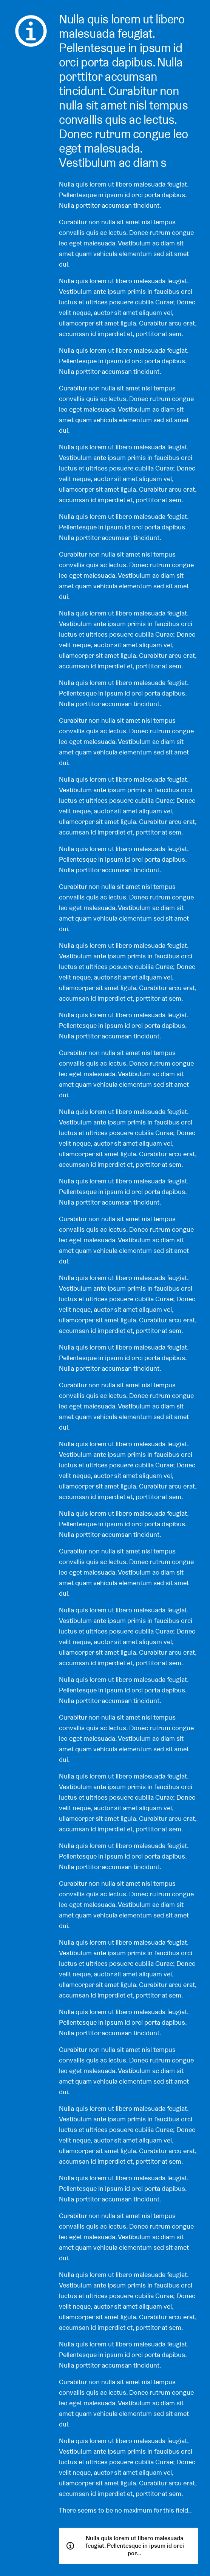 Nulla quis lorem ut libero
malesuada feugiat.
Pellentesque in ipsum id
orci porta dapibus. Nulla
porttitor accumsan
tincidunt. Curabitur non
nulla sit amet nisl tempus
convallis quis ac lectus.
Donec rutrum congue leo
eget malesuada.
Vestibulum ac diam s
Nulla quis lorem ut libero malesuada feugiat.
Pellentesque in ipsum id orci porta dapibus.
Nulla porttitor accumsan tincidunt.
Curabitur non nulla sit amet nisl tempus
convallis quis ac lectus. Donec rutrum congue
leo eget malesuada. Vestibulum ac diam sit
amet quam vehicula elementum sed sit amet
dui.
Nulla quis lorem ut libero malesuada feugiat.
Vestibulum ante ipsum primis in faucibus orci
luctus et ultrices posuere cubilia Curae; Donec
velit neque, auctor sit amet aliquam vel,
ullamcorper sit amet ligula. Curabitur arcu erat,
accumsan id imperdiet et, porttitor at sem.
Nulla quis lorem ut libero malesuada feugiat.
Pellentesque in ipsum id orci porta dapibus.
Nulla porttitor accumsan tincidunt.
Curabitur non nulla sit amet nisl tempus
convallis quis ac lectus. Donec rutrum congue
leo eget malesuada. Vestibulum ac diam sit
amet quam vehicula elementum sed sit amet
dui.
Nulla quis lorem ut libero malesuada feugiat.
Vestibulum ante ipsum primis in faucibus orci
luctus et ultrices posuere cubilia Curae; Donec
velit neque, auctor sit amet aliquam vel,
ullamcorper sit amet ligula. Curabitur arcu erat,
accumsan id imperdiet et, porttitor at sem.
Nulla quis lorem ut libero malesuada feugiat.
Pellentesque in ipsum id orci porta dapibus.
Nulla porttitor accumsan tincidunt.
Curabitur non nulla sit amet nisl tempus
convallis quis ac lectus. Donec rutrum congue
leo eget malesuada. Vestibulum ac diam sit
amet quam vehicula elementum sed sit amet
dui.
Nulla quis lorem ut libero malesuada feugiat.
Vestibulum ante ipsum primis in faucibus orci
luctus et ultrices posuere cubilia Curae; Donec
velit neque, auctor sit amet aliquam vel,
ullamcorper sit amet ligula. Curabitur arcu erat,
accumsan id imperdiet et, porttitor at sem.
Nulla quis lorem ut libero malesuada feugiat.
Pellentesque in ipsum id orci porta dapibus.
Nulla porttitor accumsan tincidunt.
Curabitur non nulla sit amet nisl tempus
convallis quis ac lectus. Donec rutrum congue
leo eget malesuada. Vestibulum ac diam sit
amet quam vehicula elementum sed sit amet
dui.
Nulla quis lorem ut libero malesuada feugiat.
Vestibulum ante ipsum primis in faucibus orci
luctus et ultrices posuere cubilia Curae; Donec
velit neque, auctor sit amet aliquam vel,
ullamcorper sit amet ligula. Curabitur arcu erat,
accumsan id imperdiet et, porttitor at sem.
Nulla quis lorem ut libero malesuada feugiat.
Pellentesque in ipsum id orci porta dapibus.
Nulla porttitor accumsan tincidunt.
Curabitur non nulla sit amet nisl tempus
convallis quis ac lectus. Donec rutrum congue
leo eget malesuada. Vestibulum ac diam sit
amet quam vehicula elementum sed sit amet
dui.
Nulla quis lorem ut libero malesuada feugiat.
Vestibulum ante ipsum primis in faucibus orci
luctus et ultrices posuere cubilia Curae; Donec
velit neque, auctor sit amet aliquam vel,
ullamcorper sit amet ligula. Curabitur arcu erat,
accumsan id imperdiet et, porttitor at sem.
Nulla quis lorem ut libero malesuada feugiat.
Pellentesque in ipsum id orci porta dapibus.
Nulla porttitor accumsan tincidunt.
Curabitur non nulla sit amet nisl tempus
convallis quis ac lectus. Donec rutrum congue
leo eget malesuada. Vestibulum ac diam sit
amet quam vehicula elementum sed sit amet
dui.
Nulla quis lorem ut libero malesuada feugiat.
Vestibulum ante ipsum primis in faucibus orci
luctus et ultrices posuere cubilia Curae; Donec
velit neque, auctor sit amet aliquam vel,
ullamcorper sit amet ligula. Curabitur arcu erat,
accumsan id imperdiet et, porttitor at sem.
Nulla quis lorem ut libero malesuada feugiat.
Pellentesque in ipsum id orci porta dapibus.
Nulla porttitor accumsan tincidunt.
Curabitur non nulla sit amet nisl tempus
convallis quis ac lectus. Donec rutrum congue
leo eget malesuada. Vestibulum ac diam sit
amet quam vehicula elementum sed sit amet
dui.
Nulla quis lorem ut libero malesuada feugiat.
Vestibulum ante ipsum primis in faucibus orci
luctus et ultrices posuere cubilia Curae; Donec
velit neque, auctor sit amet aliquam vel,
ullamcorper sit amet ligula. Curabitur arcu erat,
accumsan id imperdiet et, porttitor at sem.
Nulla quis lorem ut libero malesuada feugiat.
Pellentesque in ipsum id orci porta dapibus.
Nulla porttitor accumsan tincidunt.
Curabitur non nulla sit amet nisl tempus
convallis quis ac lectus. Donec rutrum congue
leo eget malesuada. Vestibulum ac diam sit
amet quam vehicula elementum sed sit amet
dui.
Nulla quis lorem ut libero malesuada feugiat.
Vestibulum ante ipsum primis in faucibus orci
luctus et ultrices posuere cubilia Curae; Donec
velit neque, auctor sit amet aliquam vel,
ullamcorper sit amet ligula. Curabitur arcu erat,
accumsan id imperdiet et, porttitor at sem.
Nulla quis lorem ut libero malesuada feugiat.
Pellentesque in ipsum id orci porta dapibus.
Nulla porttitor accumsan tincidunt.
Curabitur non nulla sit amet nisl tempus
convallis quis ac lectus. Donec rutrum congue
leo eget malesuada. Vestibulum ac diam sit
amet quam vehicula elementum sed sit amet
dui.
Nulla quis lorem ut libero malesuada feugiat.
Vestibulum ante ipsum primis in faucibus orci
luctus et ultrices posuere cubilia Curae; Donec
velit neque, auctor sit amet aliquam vel,
ullamcorper sit amet ligula. Curabitur arcu erat,
accumsan id imperdiet et, porttitor at sem.
Nulla quis lorem ut libero malesuada feugiat.
Pellentesque in ipsum id orci porta dapibus.
Nulla porttitor accumsan tincidunt.
Curabitur non nulla sit amet nisl tempus
convallis quis ac lectus. Donec rutrum congue
leo eget malesuada. Vestibulum ac diam sit
amet quam vehicula elementum sed sit amet
dui.
Nulla quis lorem ut libero malesuada feugiat.
Vestibulum ante ipsum primis in faucibus orci
luctus et ultrices posuere cubilia Curae; Donec
velit neque, auctor sit amet aliquam vel,
ullamcorper sit amet ligula. Curabitur arcu erat,
accumsan id imperdiet et, porttitor at sem.
Nulla quis lorem ut libero malesuada feugiat.
Pellentesque in ipsum id orci porta dapibus.
Nulla porttitor accumsan tincidunt.
Curabitur non nulla sit amet nisl tempus
convallis quis ac lectus. Donec rutrum congue
leo eget malesuada. Vestibulum ac diam sit
amet quam vehicula elementum sed sit amet
dui.
Nulla quis lorem ut libero malesuada feugiat.
Vestibulum ante ipsum primis in faucibus orci
luctus et ultrices posuere cubilia Curae; Donec
velit neque, auctor sit amet aliquam vel,
ullamcorper sit amet ligula. Curabitur arcu erat,
accumsan id imperdiet et, porttitor at sem.
Nulla quis lorem ut libero malesuada feugiat.
Pellentesque in ipsum id orci porta dapibus.
Nulla porttitor accumsan tincidunt.
Curabitur non nulla sit amet nisl tempus
convallis quis ac lectus. Donec rutrum congue
leo eget malesuada. Vestibulum ac diam sit
amet quam vehicula elementum sed sit amet
dui.
Nulla quis lorem ut libero malesuada feugiat.
Vestibulum ante ipsum primis in faucibus orci
luctus et ultrices posuere cubilia Curae; Donec
velit neque, auctor sit amet aliquam vel,
ullamcorper sit amet ligula. Curabitur arcu erat,
accumsan id imperdiet et, porttitor at sem.
Nulla quis lorem ut libero malesuada feugiat.
Pellentesque in ipsum id orci porta dapibus.
Nulla porttitor accumsan tincidunt.
Curabitur non nulla sit amet nisl tempus
convallis quis ac lectus. Donec rutrum congue
leo eget malesuada. Vestibulum ac diam sit
amet quam vehicula elementum sed sit amet
dui.
Nulla quis lorem ut libero malesuada feugiat.
Vestibulum ante ipsum primis in faucibus orci
luctus et ultrices posuere cubilia Curae; Donec
velit neque, auctor sit amet aliquam vel,
ullamcorper sit amet ligula. Curabitur arcu erat,
accumsan id imperdiet et, porttitor at sem.
Nulla quis lorem ut libero malesuada feugiat.
Pellentesque in ipsum id orci porta dapibus.
Nulla porttitor accumsan tincidunt.
Curabitur non nulla sit amet nisl tempus
convallis quis ac lectus. Donec rutrum congue
leo eget malesuada. Vestibulum ac diam sit
amet quam vehicula elementum sed sit amet
dui.
Nulla quis lorem ut libero malesuada feugiat.
Vestibulum ante ipsum primis in faucibus orci
luctus et ultrices posuere cubilia Curae; Donec
velit neque, auctor sit amet aliquam vel,
ullamcorper sit amet ligula. Curabitur arcu erat,
accumsan id imperdiet et, porttitor at sem.
There seems to be no maximum for this field...
Nulla quis lorem ut libero malesuada
feugiat. Pellentesque in ipsum id orci
por...